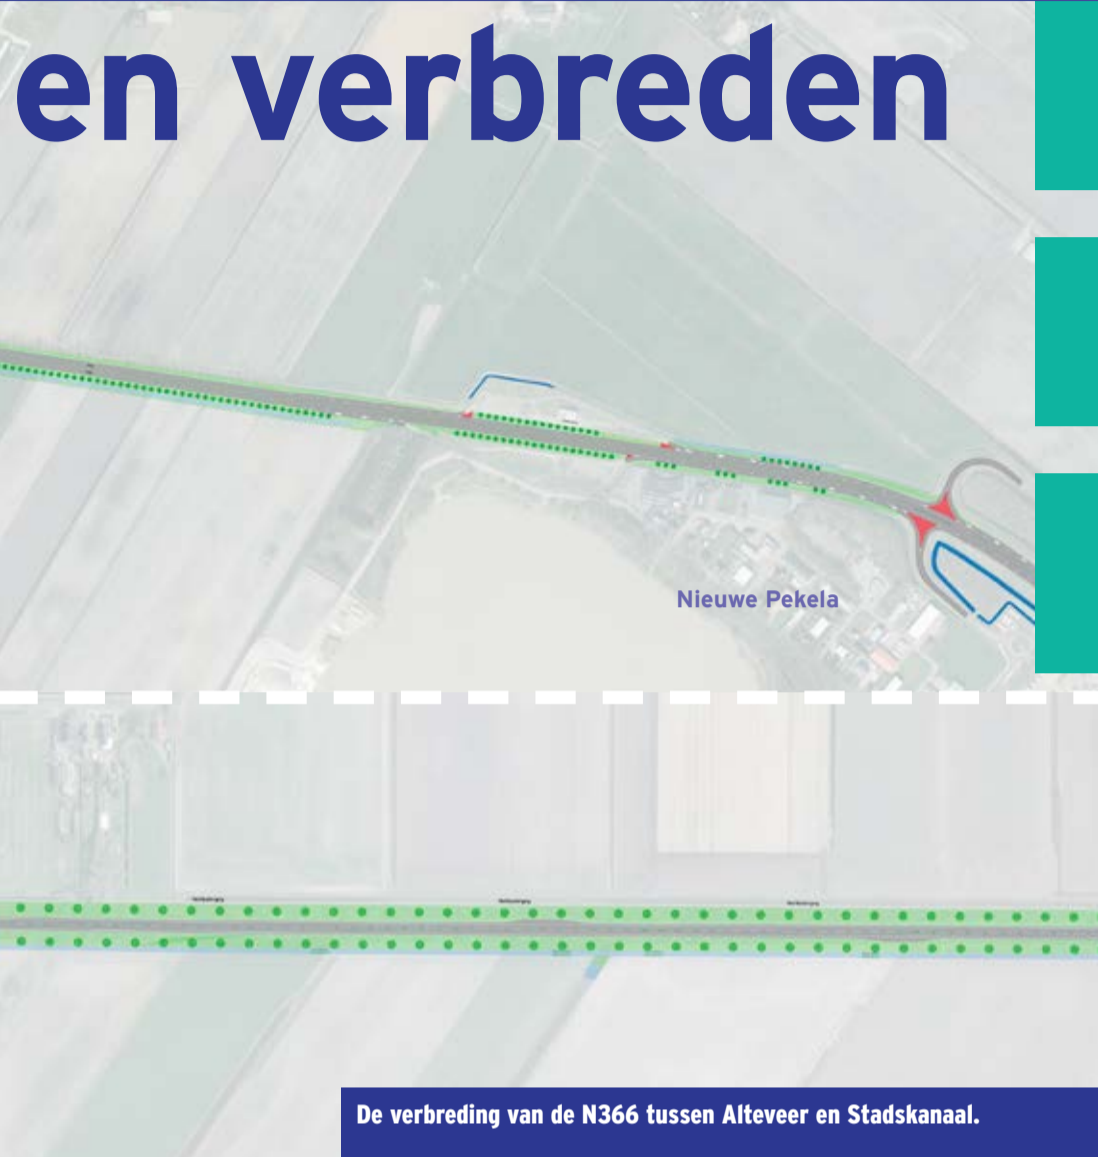 en verbreden
Nieuwe Pekela
De verbreding van de N366 tussen Alteveer en Stadskanaal.